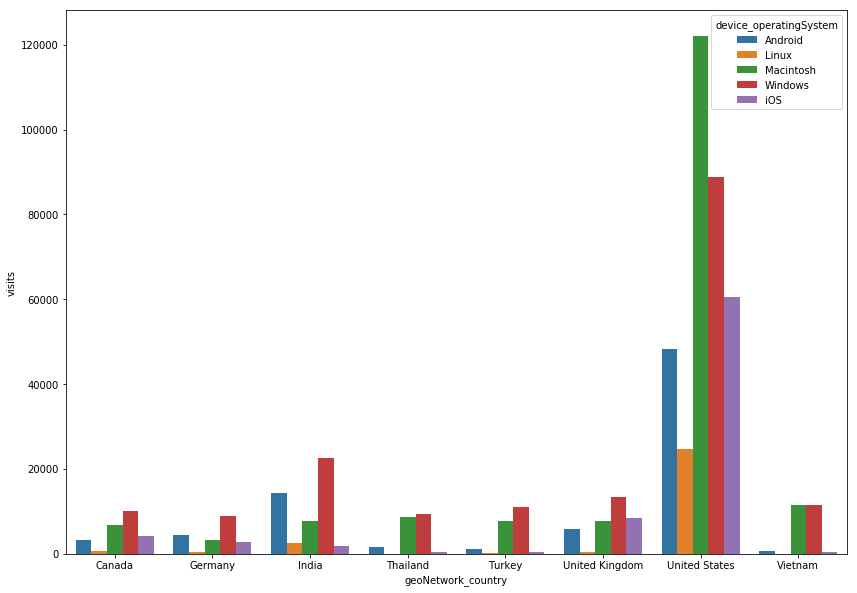 device_operatingSystem
Android
Linux
Macintosh
Windows
iOS
120000
100000
80000
60000
40000
20000
0
visits
Canada Germany India Thailand Turkey United Kingdom United States Vietnam
geoNetwork_country